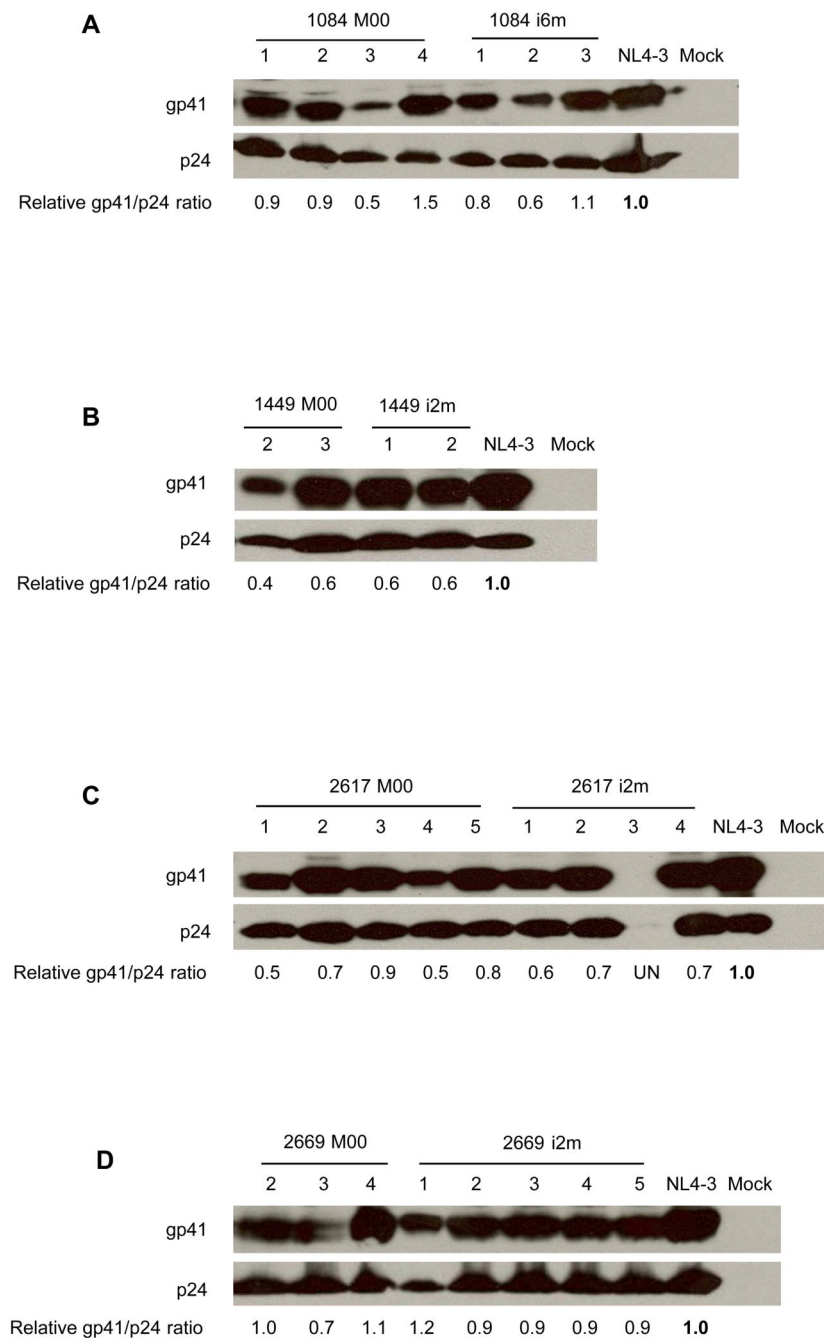 A
1084 M00 1084 i6m
1 2 3 4 1 2 3 NL4-3 Mock
gp41
p24
Relative gp41/p24 ratio 0.9 0.9 0.5 1.5 0.8 0.6 1.1 1.0
B
1449 M00 1449 i2m
2 3 1 2 NL4-3 Mock
gp41
p24
Relative gp41/p24 ratio 0.4 0.6 0.6 0.6 1.0
C
2617 M00 2617 i2m
1 2 3 4 5 1 2 3 4 NL4-3 Mock
gp41
p24
Relative gp41/p24 ratio 0.5 0.7 0.9 0.5 0.8 0.6 0.7 UN 0.7 1.0
D
2669 M00 2669 i2m
2 3 4 1 2 3 4 5 NL4-3 Mock
gp41
p24
Relative gp41/p24 ratio 1.0 0.7 1.1 1.2 0.9 0.9 0.9 0.9 1.0